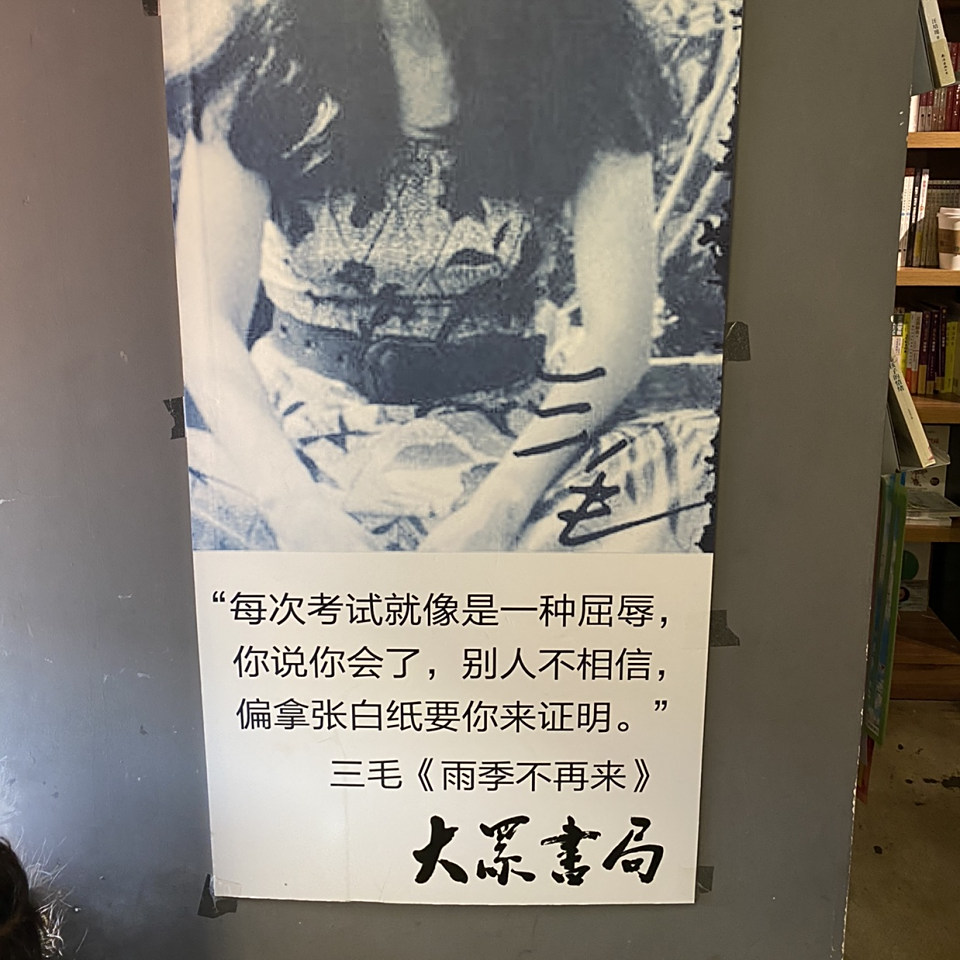 三毛
“每次考试就像是一种屈辱，
你说你会了，别人不相信，
偏拿张白纸要你来证明。”
三毛《雨季不再来》
大众書局